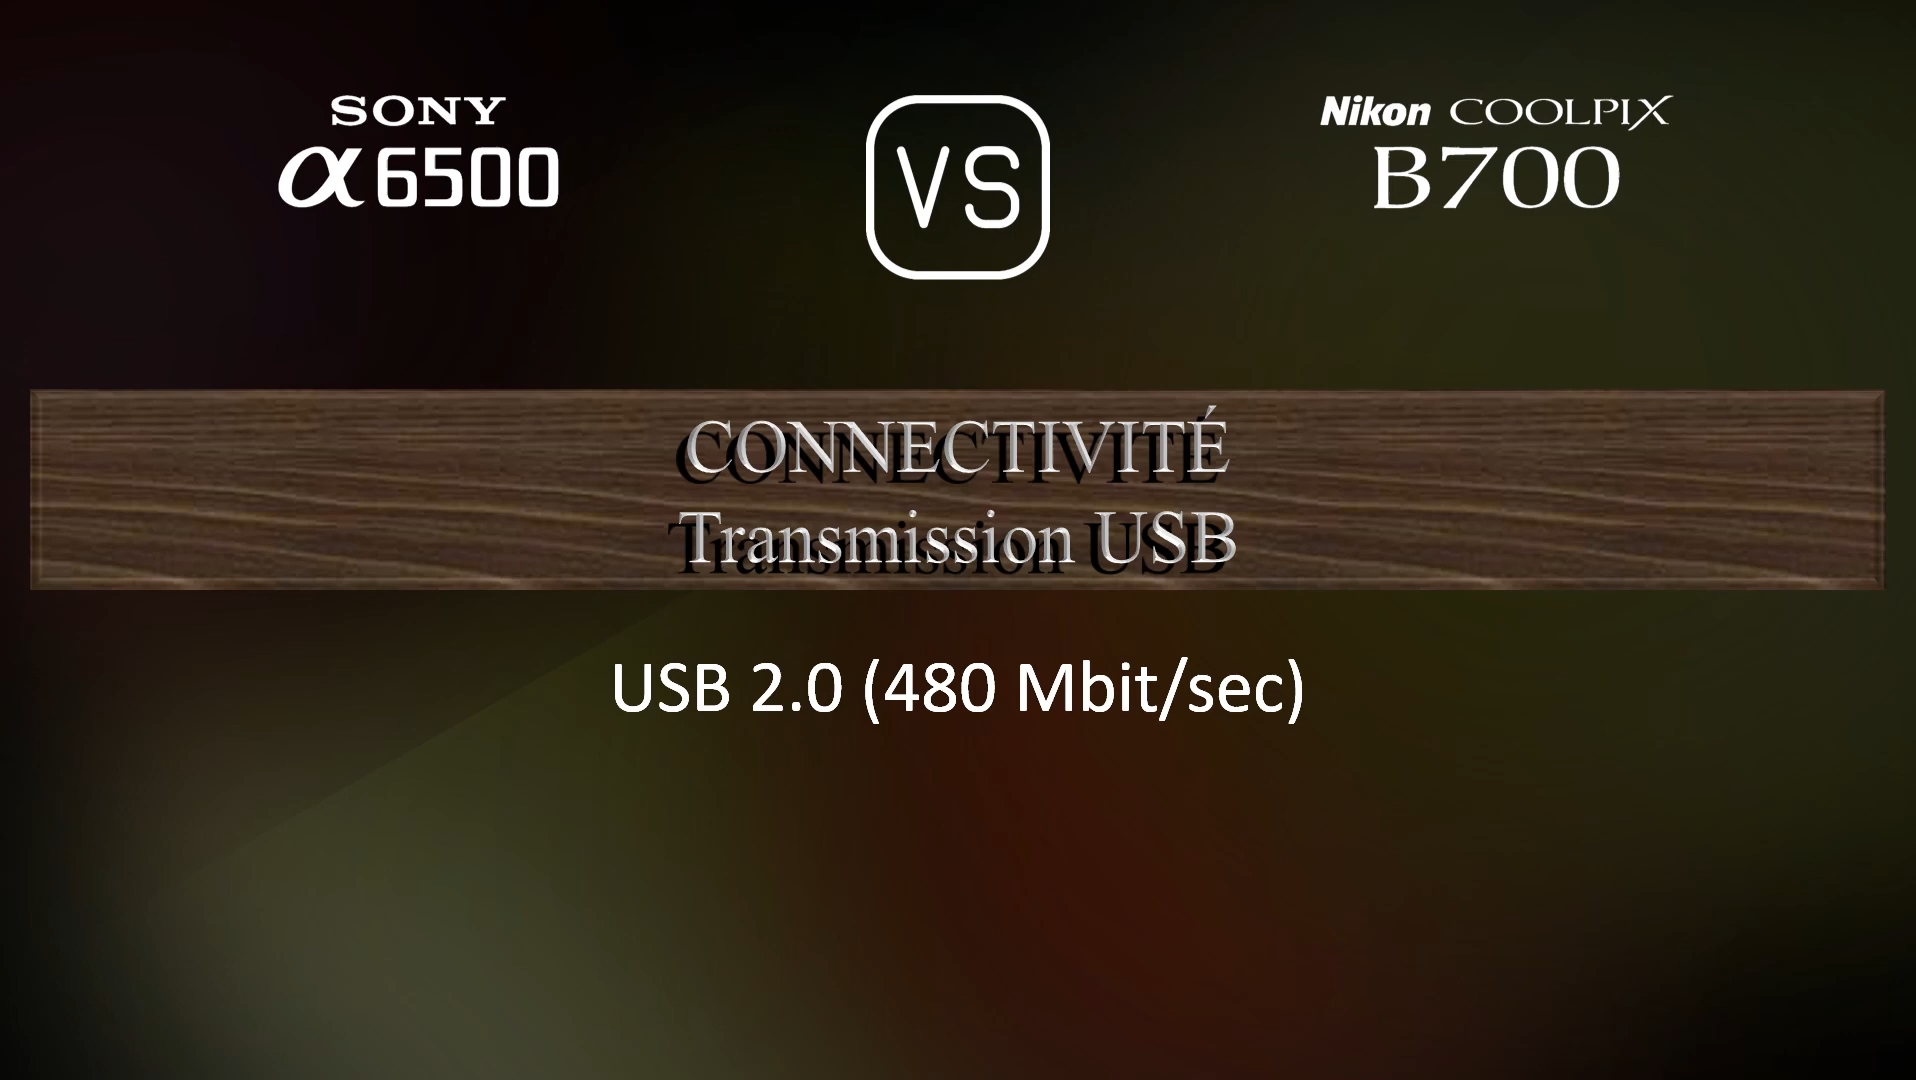 SONY
α6500
VS
Nikon COOLPIX
B700
CONNECTIVITÉ
Transmission USB
USB 2.0 (480 Mbit/sec)